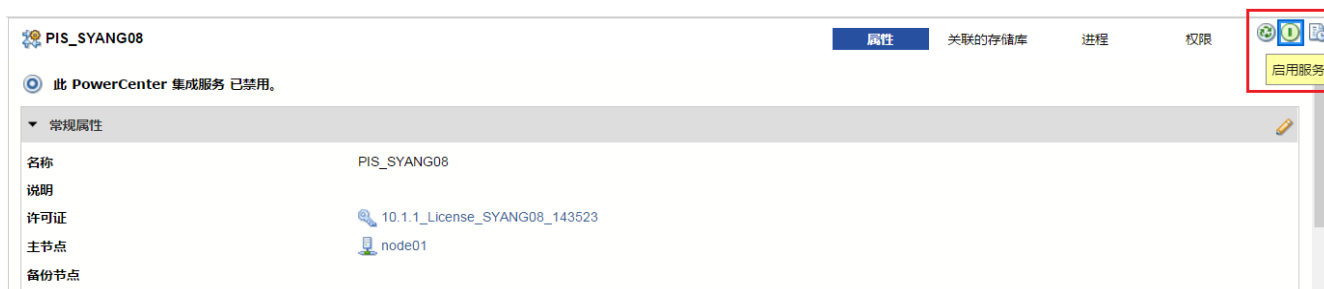 PIS_SYANG08 属性 关联的存储库 进程 权限
启用服务
此 PowerCenter 集成服务 已禁用。
常规属性
名称 PIS_SYANG08
说明
许可证 10.1.1_License_SYANG08_143523
主节点 node01
备份节点